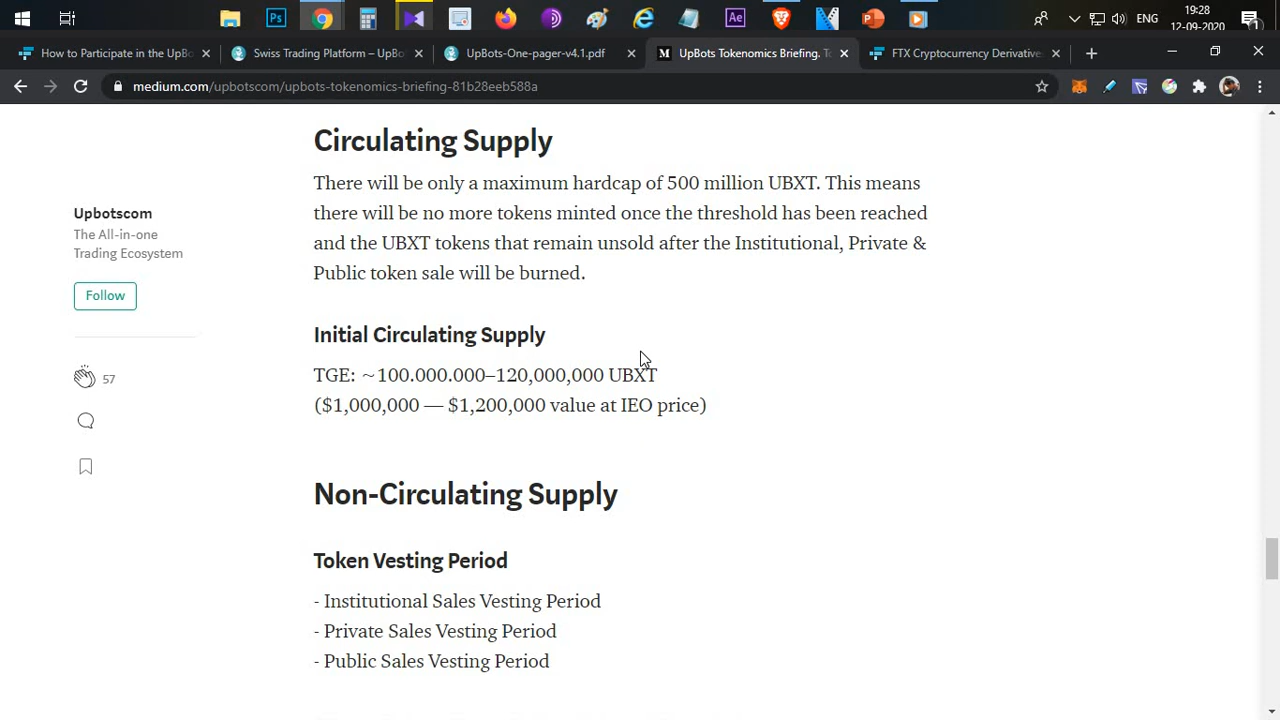 Ps
Ae
ENG
19:28
12-09-2020
How to Participate in the UpBo
Swiss Trading Platform – UpBo
UpBots-One-pager-v4.1.pdf
UpBots Tokenomics Briefing. To
FTX Cryptocurrency Derivative
medium.com/upbotscom/upbots-tokenomics-briefing-81b28eeb588a
Circulating Supply
There will be only a maximum hardcap of 500 million UBXT. This means
there will be no more tokens minted once the threshold has been reached
and the UBXT tokens that remain unsold after the Institutional, Private &
Public token sale will be burned.
Upbotscom
The All-in-one
Trading Ecosystem
Follow
57
Initial Circulating Supply
TGE: ~100.000.000–120,000,000 UBXT
($1,000,000 — $1,200,000 value at IEO price)
Non-Circulating Supply
Token Vesting Period
- Institutional Sales Vesting Period
- Private Sales Vesting Period
- Public Sales Vesting Period